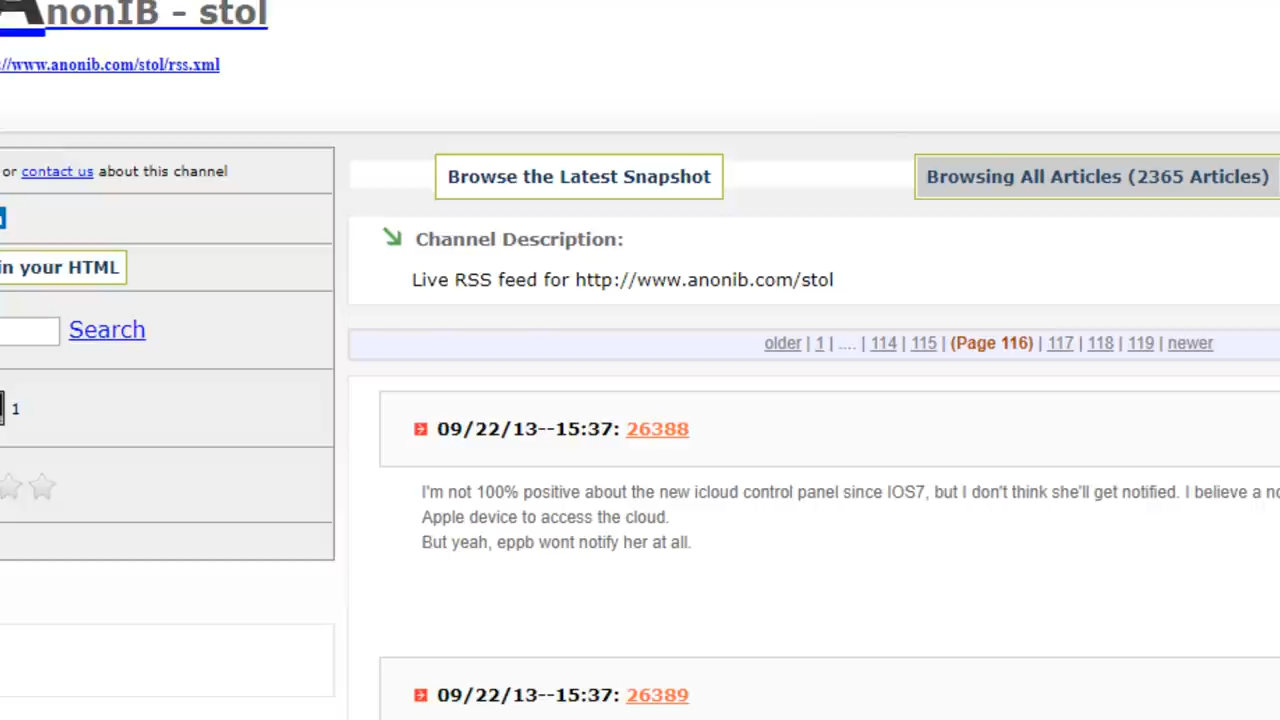 AnonIB - stol
://www.anonib.com/stol/rss.xml
or contact us about this channel
Browse the Latest Snapshot
Browsing All Articles (2365 Articles)
Channel Description:
in your HTML
Live RSS feed for http://www.anonib.com/stol
Search
older | 1 | .... | 114 | 115 | (Page 116) | 117 | 118 | 119 | newer
1
09/22/13--15:37: 26388
I'm not 100% positive about the new icloud control panel since IOS7, but I don't think she'll get notified. I believe a
Apple device to access the cloud.
But yeah, eppb wont notify her at all.
09/22/13--15:37: 26389